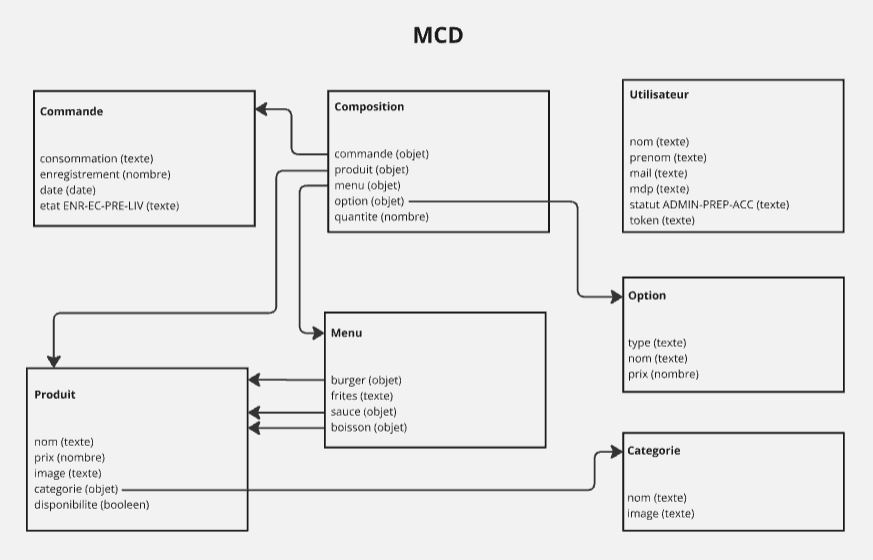 MCD
Commande
consommation (texte)
enregistrement (nombre)
date (date)
etat ENR-EC-PRE-LIV (texte)
Composition
commande (objet)
produit (objet)
menu (objet)
option (objet)
quantite (nombre)
Utilisateur
nom (texte)
prenom (texte)
mail (texte)
mdp (texte)
statut ADMIN-PREP-ACC (texte)
token (texte)
Option
type (texte)
nom (texte)
prix (nombre)
Menu
burger (objet)
frites (texte)
sauce (objet)
boisson (objet)
Produit
nom (texte)
prix (nombre)
image (texte)
categorie (objet)
disponibilite (booleen)
Categorie
nom (texte)
image (texte)